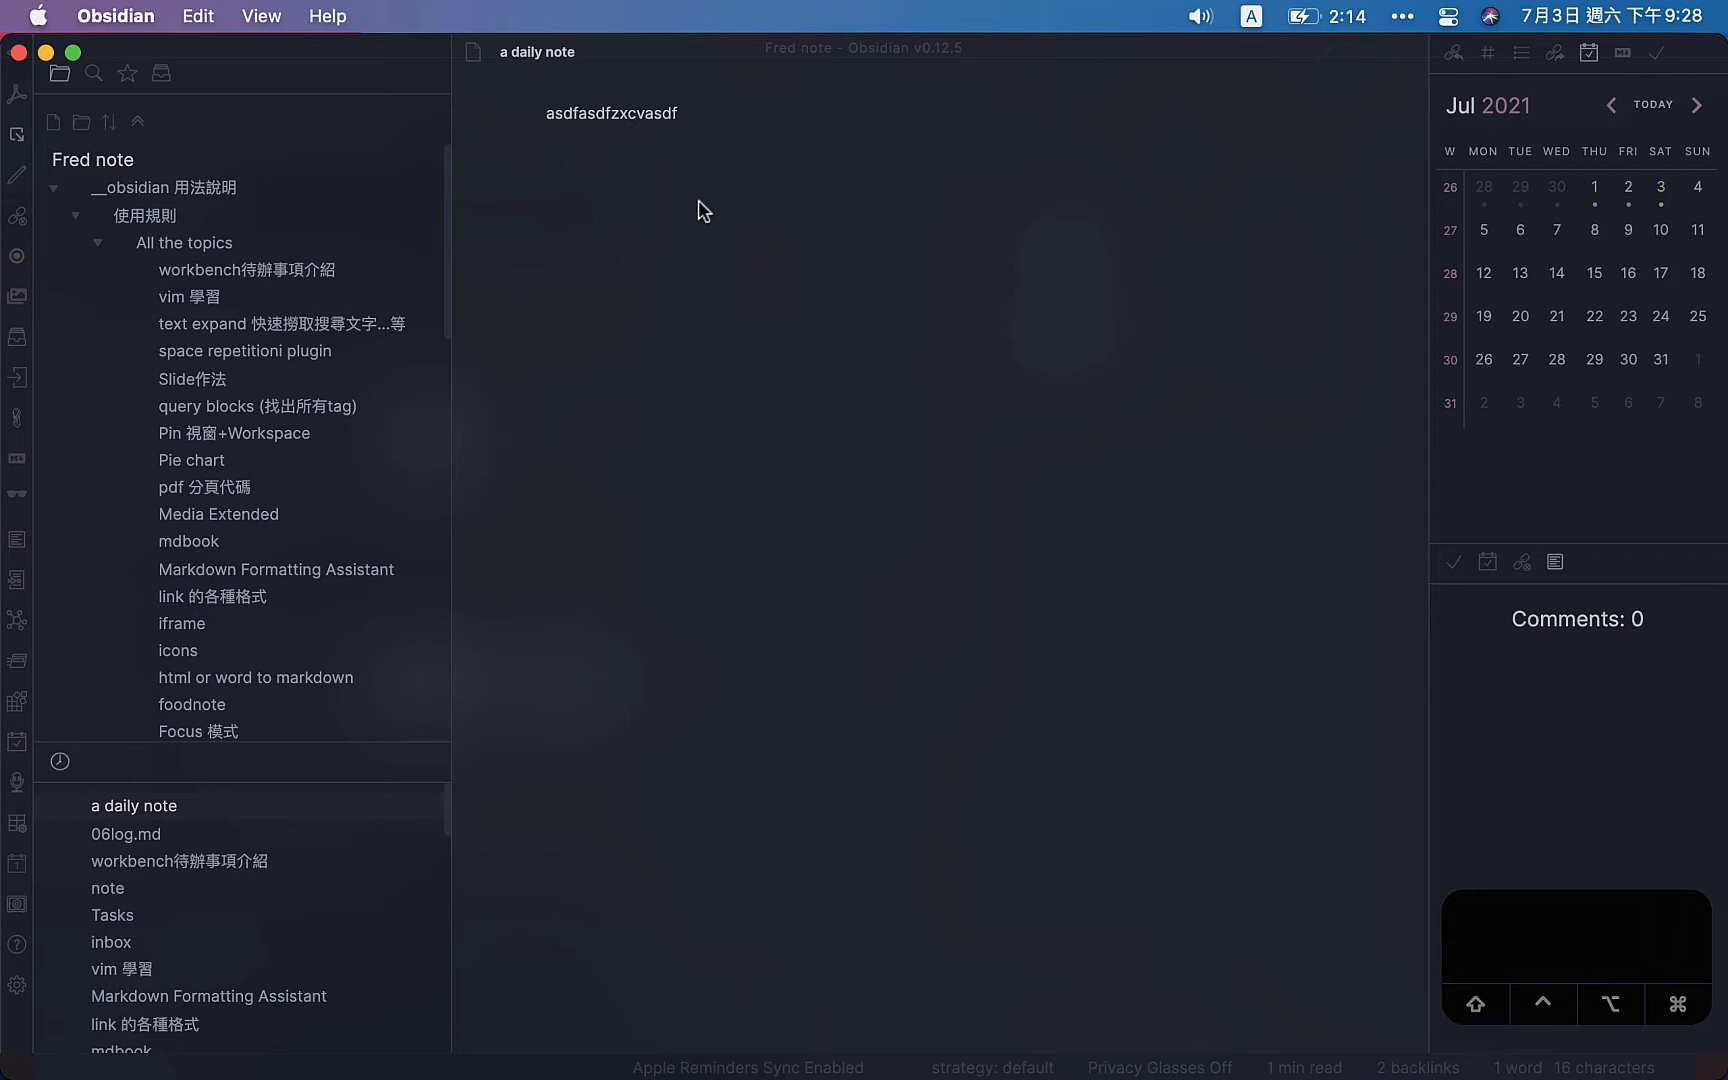 Obsidian Edit View Help
A 2:14 7月3日 週六 下午9:28
a daily note
Fred note - Obsidian v0.12.5
Fred note
__obsidian 用法說明
使用規則
All the topics
workbench待辦事項介紹
vim 學習
text expand 快速撈取搜尋文字...等
space repetitioni plugin
Slide作法
query blocks (找出所有tag)
Pin 視窗+Workspace
Pie chart
pdf 分頁代碼
Media Extended
mdbook
Markdown Formatting Assistant
link 的各種格式
iframe
icons
html or word to markdown
foodnote
Focus 模式
a daily note
06log.md
workbench待辦事項介紹
note
Tasks
inbox
vim 學習
Markdown Formatting Assistant
link 的各種格式
mdbook
asdfasdfzxcvasdf
Jul 2021 TODAY
W MON TUE WED THU FRI SAT SUN
26 28 29 30 1 2 3 4
27 5 6 7 8 9 10 11
28 12 13 14 15 16 17 18
29 19 20 21 22 23 24 25
30 26 27 28 29 30 31 1
31 2 3 4 5 6 7 8
Comments: 0
Apple Reminders Sync Enabled strategy: default Privacy Glasses Off 1 min read 2 backlinks 1 word 16 characters